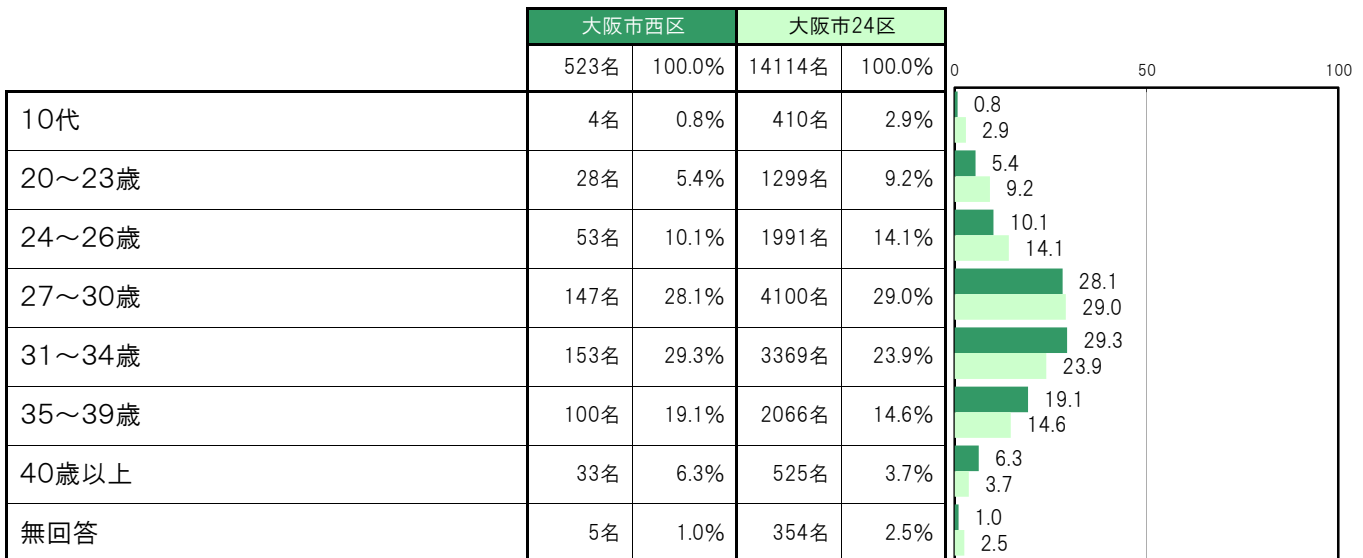 大阪市西区 大阪市24区
523名 100.0% 14114名 100.0% 0 50 100
10代 4名 0.8% 410名 2.9% 0.8
2.9
20～23歳 28名 5.4% 1299名 9.2% 5.4
9.2
24～26歳 53名 10.1% 1991名 14.1% 10.1
14.1
27～30歳 147名 28.1% 4100名 29.0% 28.1
29.0
31～34歳 153名 29.3% 3369名 23.9% 29.3
23.9
35～39歳 100名 19.1% 2066名 14.6% 19.1
14.6
40歳以上 33名 6.3% 525名 3.7% 6.3
3.7
無回答 5名 1.0% 354名 2.5% 1.0
2.5